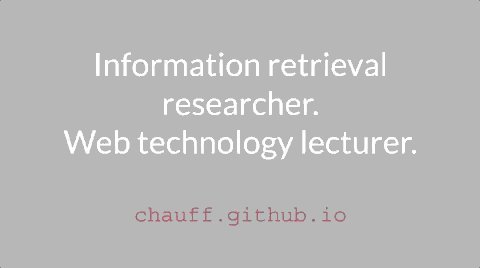 Information retrieval
researcher.
Web technology lecturer.
chauff.github.io